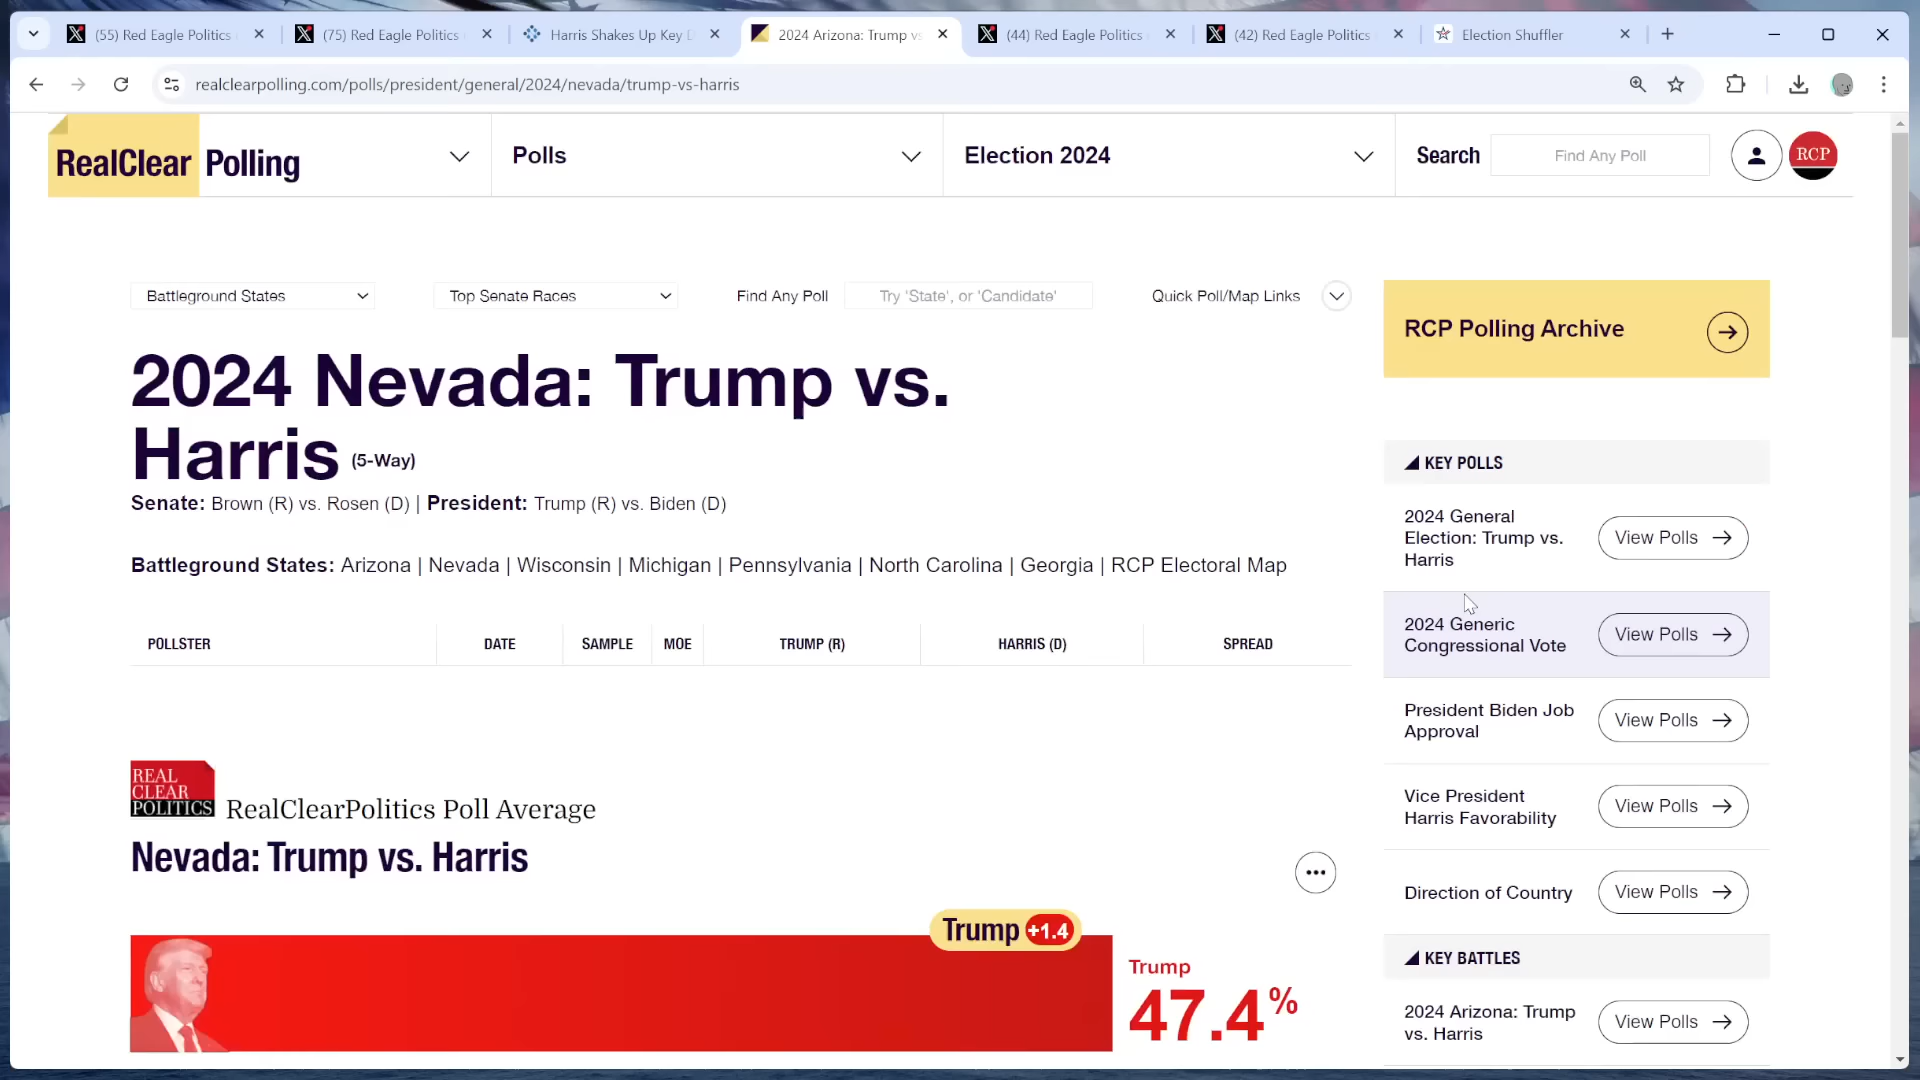 (55) Red Eagle Politics
(75) Red Eagle Politics
Harris Shakes Up Key D
2024 Arizona: Trump vs
(44) Red Eagle Politics
(42) Red Eagle Politics
Election Shuffler
realclearpolling.com/polls/president/general/2024/nevada/trump-vs-harris
RealClear Polling
Polls
Election 2024
Search
Find Any Poll
RCP
Battleground States
Top Senate Races
Find Any Poll
Try 'State', or 'Candidate'
Quick Poll/Map Links
2024 Nevada: Trump vs.
Harris (5-Way)
Senate: Brown (R) vs. Rosen (D) | President: Trump (R) vs. Biden (D)
Battleground States: Arizona | Nevada | Wisconsin | Michigan | Pennsylvania | North Carolina | Georgia | RCP Electoral Map
POLLSTER DATE SAMPLE MOE TRUMP (R) HARRIS (D) SPREAD
REAL
CLEAR
POLITICS
RealClearPolitics Poll Average
Nevada: Trump vs. Harris
Trump +1.4
Trump
47.4%
RCP Polling Archive
KEY POLLS
2024 General
Election: Trump vs.
Harris
View Polls
2024 Generic
Congressional Vote
View Polls
President Biden Job
Approval
View Polls
Vice President
Harris Favorability
View Polls
Direction of Country
View Polls
KEY BATTLES
2024 Arizona: Trump
vs. Harris
View Polls